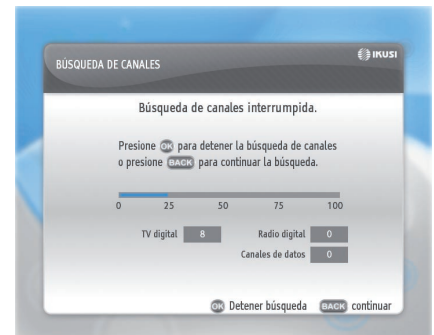 BÚSQUEDA DE CANALES
IKUSI
Búsqueda de canales interrumpida.
Presione OK para detener la búsqueda de canales
o presione BACK para continuar la búsqueda.
0 25 50 75 100
TV digital 8 Radio digital 0
Canales de datos 0
OK Detener búsqueda BACK continuar